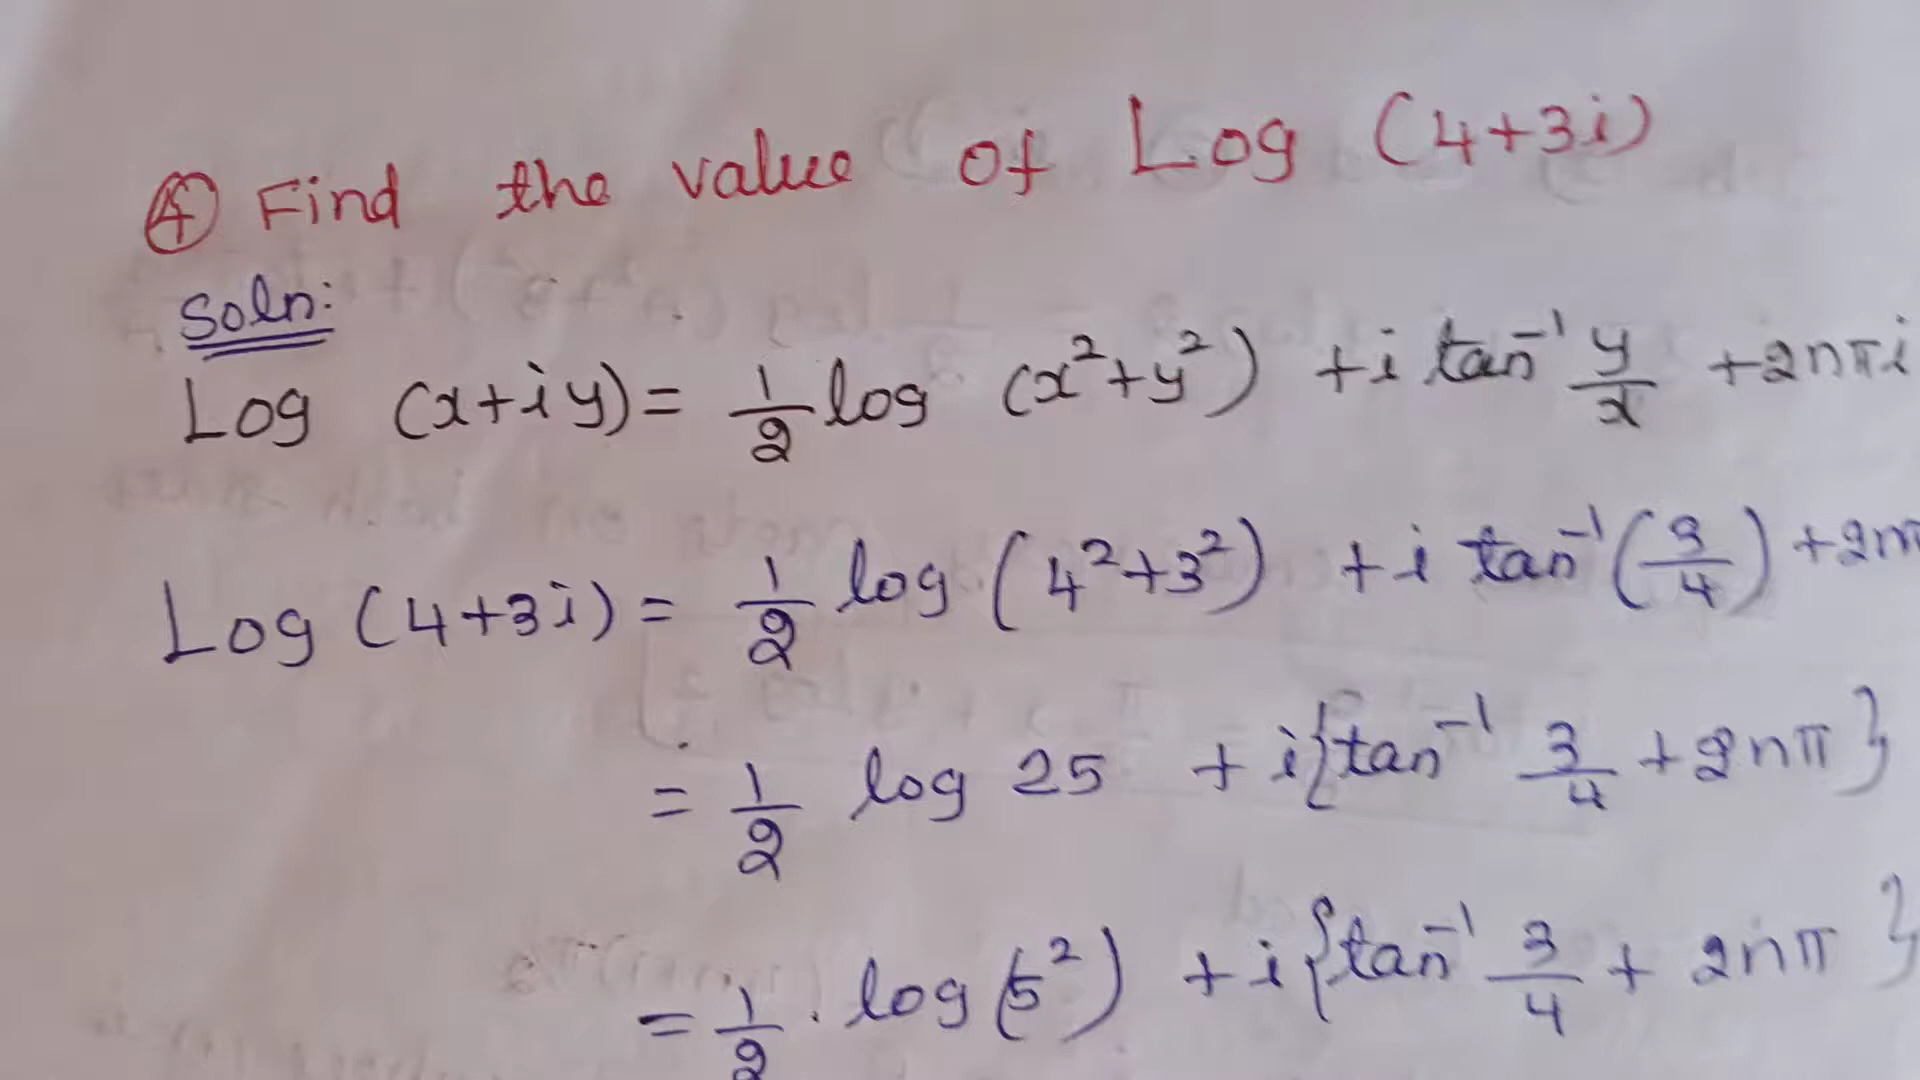 ④ Find the value of Log (4+3i)
Soln:
Log (x+iy) = 1/2 log (x²+y²) + i tan⁻¹ y/x + 2nπi
Log (4+3i) = 1/2 log (4²+3²) + i tan⁻¹ (3/4) + 2n
= 1/2 log 25 + i{tan⁻¹ 3/4 + 2nπ}
= 1/2 . log (5²) + i{tan⁻¹ 3/4 + 2nπ}